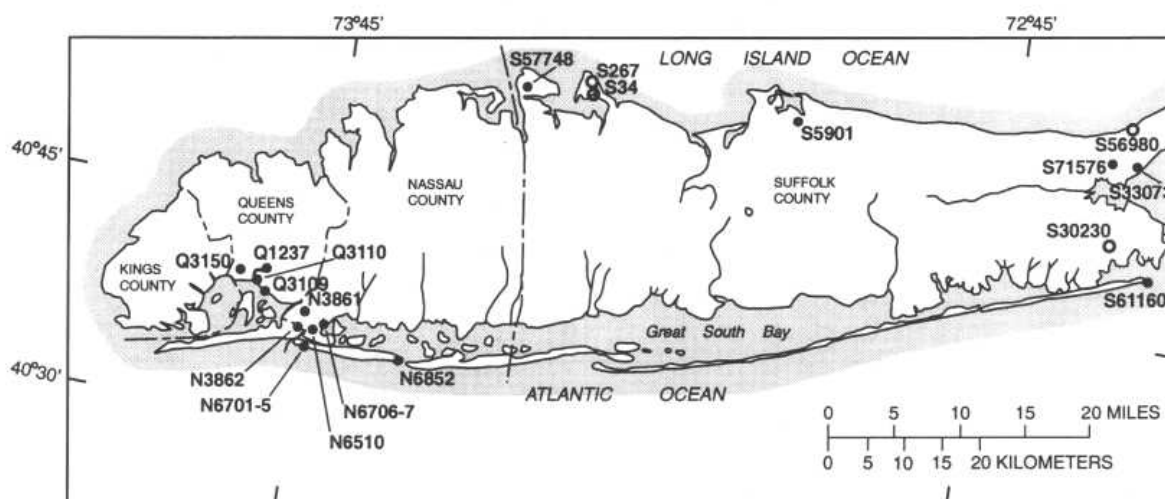 73°45'
72°45'
S57748
LONG ISLAND OCEAN
S267
S34
S5901
S56980
40°45'
S71576
S33073
NASSAU
COUNTY
SUFFOLK
COUNTY
QUEENS
COUNTY
S30230
Q3150
Q1237
Q3110
KINGS
COUNTY
Q3109
N3861
S61160
Great South Bay
40°30'
N3862
N6852
ATLANTIC OCEAN
N6701-5
N6706-7
N6510
0 5 10 15 20 MILES
0 5 10 15 20 KILOMETERS